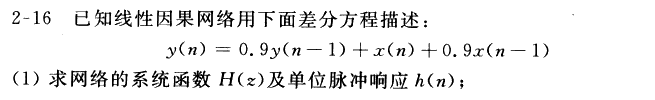 2-16 已知线性因果网络用下面差分方程描述：
y(n) = 0.9y(n－1)＋x(n)＋0.9x(n－1)
(1) 求网络的系统函数 H(z)及单位脉冲响应 h(n)；